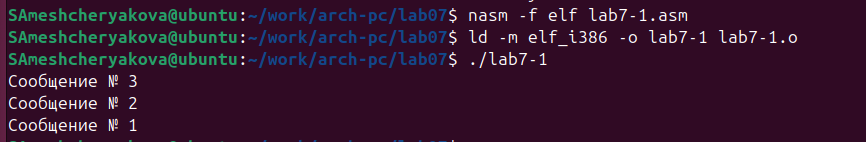 SAmeshcheryakova@ubuntu:~/work/arch-pc/lab07$ nasm -f elf lab7-1.asm
SAmeshcheryakova@ubuntu:~/work/arch-pc/lab07$ ld -m elf_i386 -o lab7-1 lab7-1.o
SAmeshcheryakova@ubuntu:~/work/arch-pc/lab07$ ./lab7-1
Сообщение № 3
Сообщение № 2
Сообщение № 1